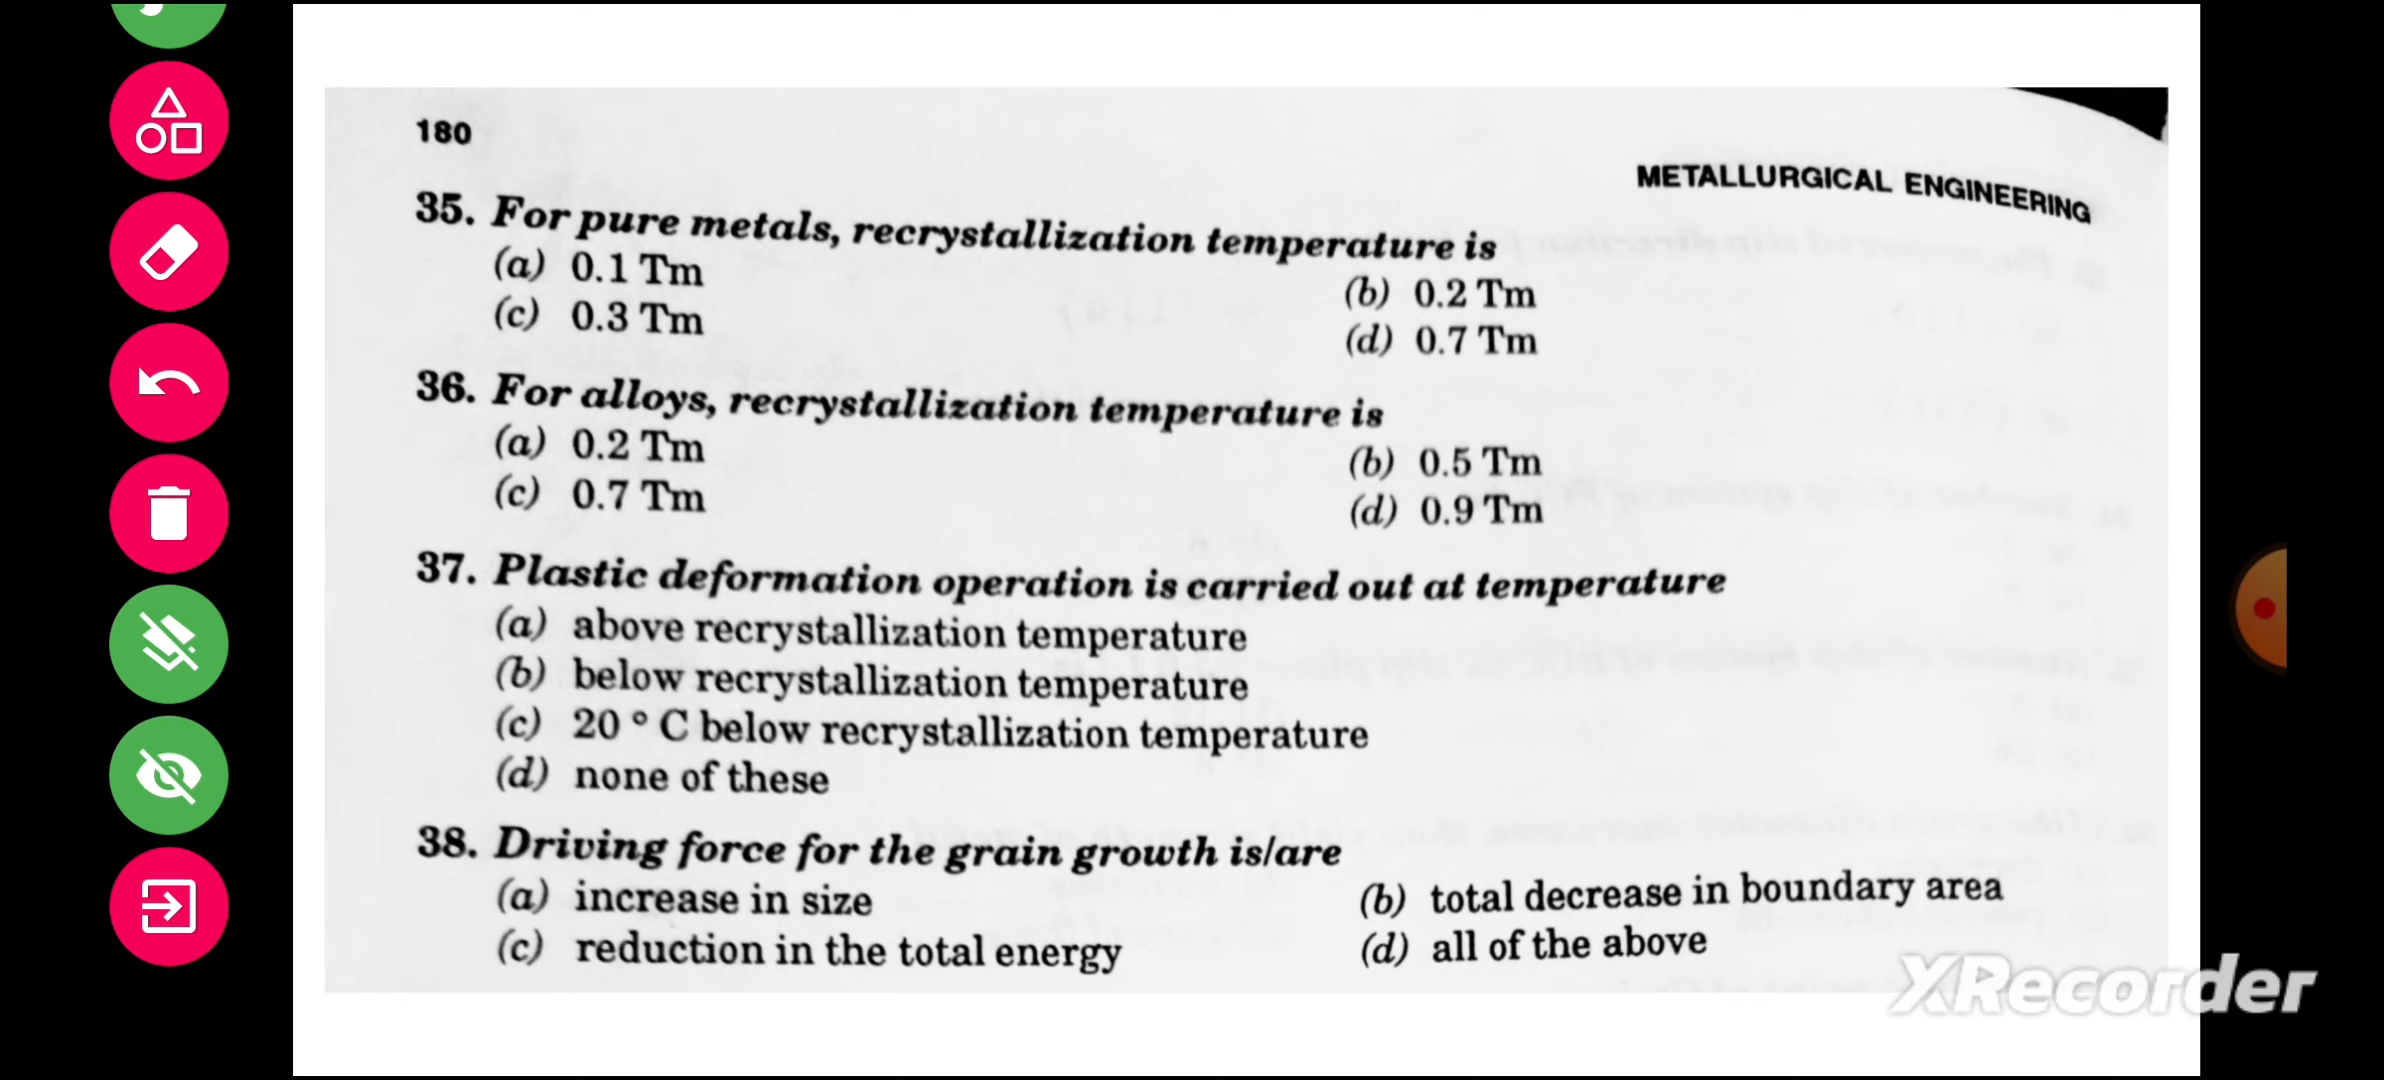 180
METALLURGICAL ENGINEERING
35. For pure metals, recrystallization temperature is
(a) 0.1 Tm
(b) 0.2 Tm
(c) 0.3 Tm
(d) 0.7 Tm
36. For alloys, recrystallization temperature is
(a) 0.2 Tm
(b) 0.5 Tm
(c) 0.7 Tm
(d) 0.9 Tm
37. Plastic deformation operation is carried out at temperature
(a) above recrystallization temperature
(b) below recrystallization temperature
(c) 20 ° C below recrystallization temperature
(d) none of these
38. Driving force for the grain growth is/are
(a) increase in size
(b) total decrease in boundary area
(c) reduction in the total energy
(d) all of the above
XRecorder